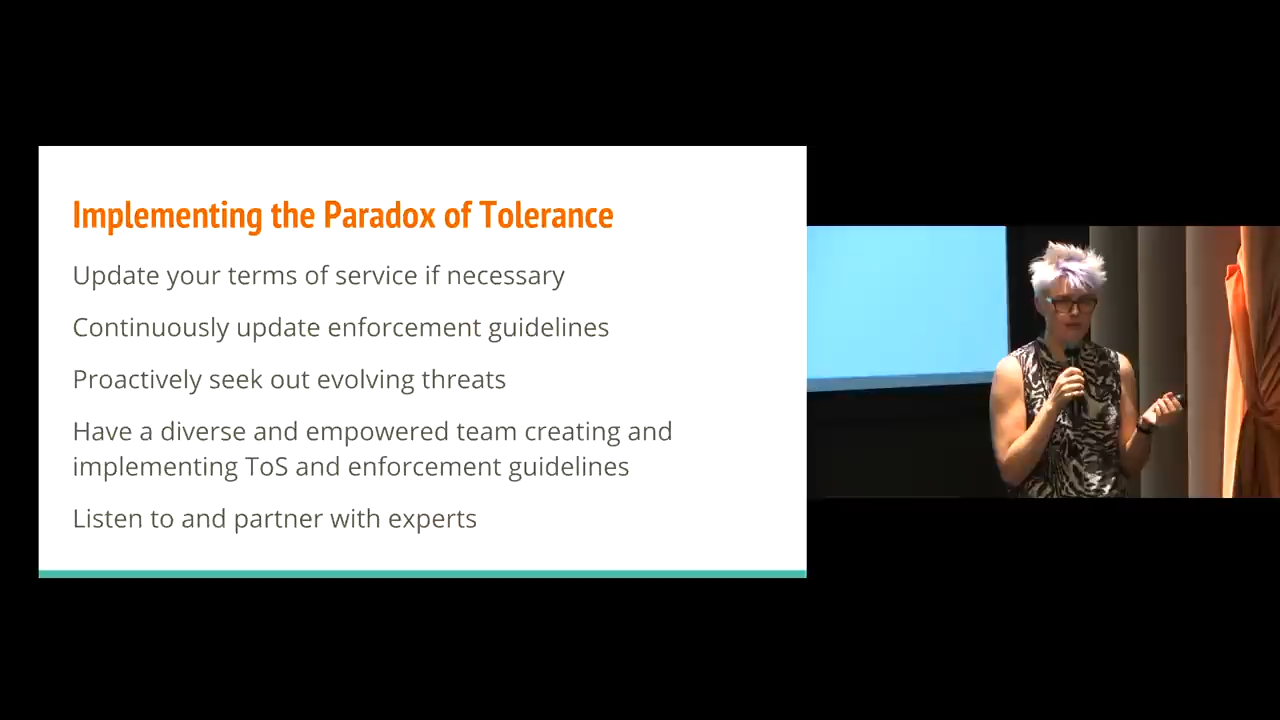 Implementing the Paradox of Tolerance
Update your terms of service if necessary
Continuously update enforcement guidelines
Proactively seek out evolving threats
Have a diverse and empowered team creating and
implementing ToS and enforcement guidelines
Listen to and partner with experts